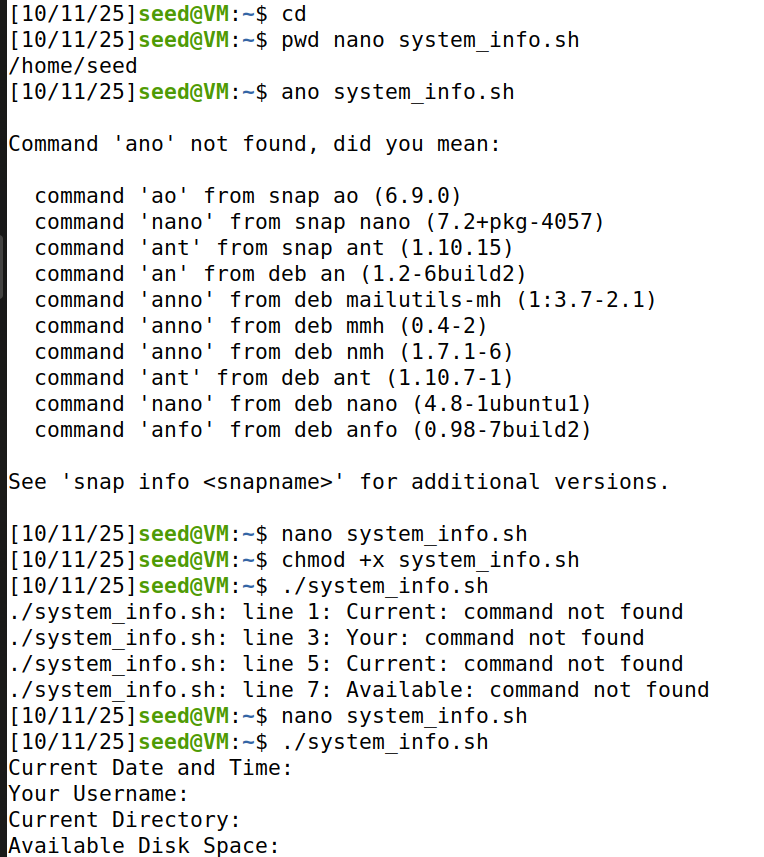 [10/11/25]seed@VM:~$ cd
[10/11/25]seed@VM:~$ pwd nano system_info.sh
/home/seed
[10/11/25]seed@VM:~$ ano system_info.sh

Command 'ano' not found, did you mean:

  command 'ao' from snap ao (6.9.0)
  command 'nano' from snap nano (7.2+pkg-4057)
  command 'ant' from snap ant (1.10.15)
  command 'an' from deb an (1.2-6build2)
  command 'anno' from deb mailutils-mh (1:3.7-2.1)
  command 'anno' from deb mmh (0.4-2)
  command 'anno' from deb nmh (1.7.1-6)
  command 'ant' from deb ant (1.10.7-1)
  command 'nano' from deb nano (4.8-1ubuntu1)
  command 'anfo' from deb anfo (0.98-7build2)

See 'snap info <snapname>' for additional versions.

[10/11/25]seed@VM:~$ nano system_info.sh
[10/11/25]seed@VM:~$ chmod +x system_info.sh
[10/11/25]seed@VM:~$ ./system_info.sh
./system_info.sh: line 1: Current: command not found
./system_info.sh: line 3: Your: command not found
./system_info.sh: line 5: Current: command not found
./system_info.sh: line 7: Available: command not found
[10/11/25]seed@VM:~$ nano system_info.sh
[10/11/25]seed@VM:~$ ./system_info.sh
Current Date and Time:
Your Username:
Current Directory:
Available Disk Space: